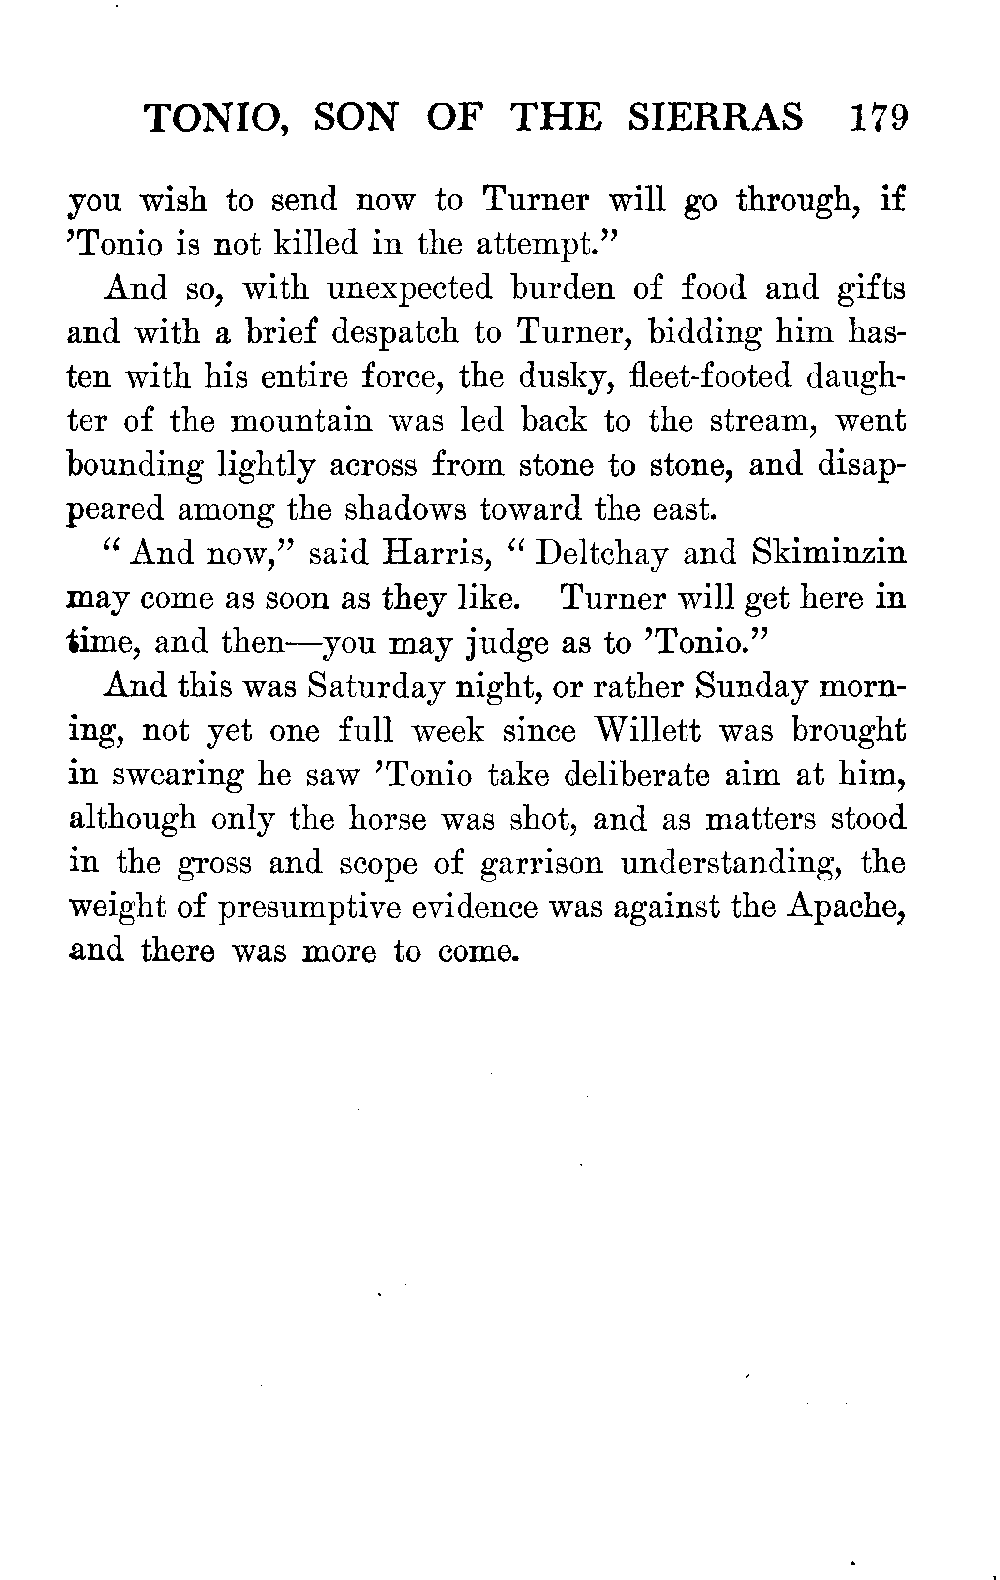 TONIO, SON OF THE SIERRAS 179
you wish to send now to Turner will go through, if
’Tonio is not killed in the attempt.”
And so, with unexpected burden of food and gifts
and with a brief despatch to Turner, bidding him has-
ten with his entire force, the dusky, fleet-footed daugh-
ter of the mountain was led back to the stream, went
bounding lightly across from stone to stone, and disap-
peared among the shadows toward the east.
“ And now,” said Harris, “ Deltchay and Skiminzin
may come as soon as they like. Turner will get here in
time, and then—you may judge as to ’Tonio.”
And this was Saturday night, or rather Sunday morn-
ing, not yet one full week since Willett was brought
in swearing he saw ’Tonio take deliberate aim at him,
although only the horse was shot, and as matters stood
in the gross and scope of garrison understanding, the
weight of presumptive evidence was against the Apache,
and there was more to come.